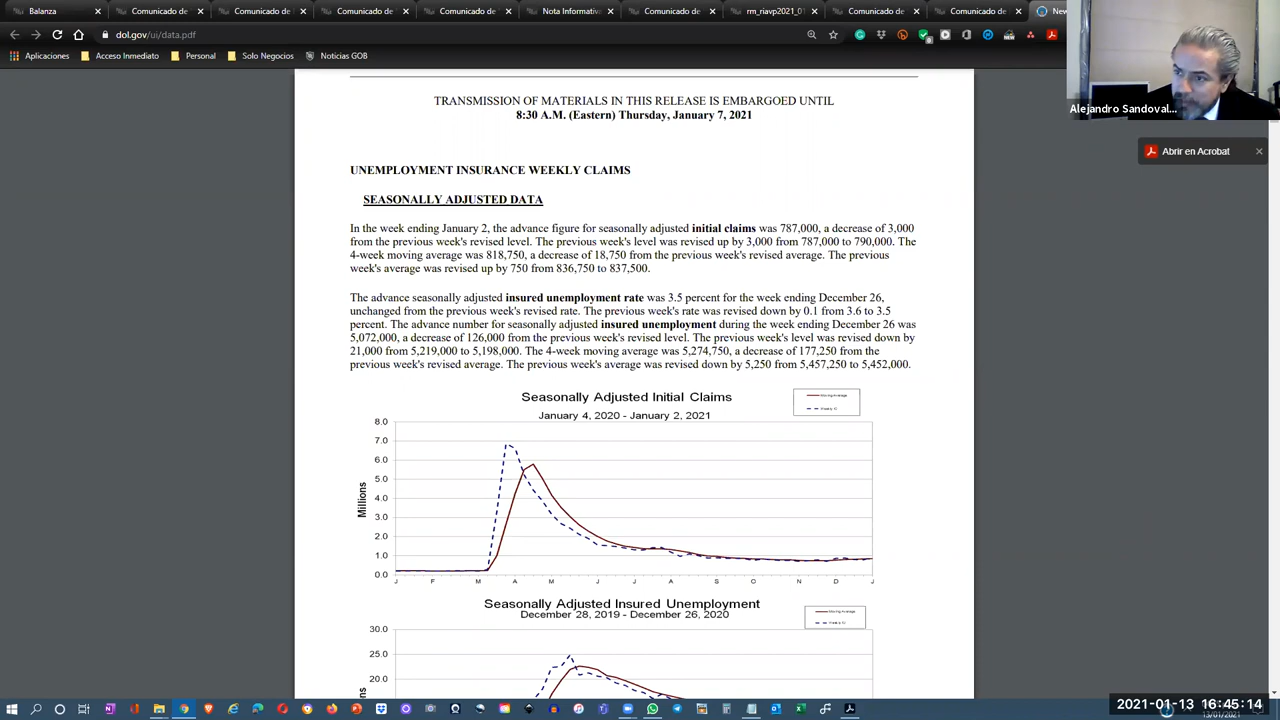 Balanza
Comunicado de
Comunicado de
Comunicado de
Comunicado de
Nota Informativa
Comunicado de
rm_riavp2021_01
Comunicado de
Comunicado de
New
dol.gov/ui/data.pdf
Aplicaciones
Acceso Inmediato
Personal
Solo Negocios
Noticias GOB
Alejandro Sandoval...
Abrir en Acrobat
TRANSMISSION OF MATERIALS IN THIS RELEASE IS EMBARGOED UNTIL
8:30 A.M. (Eastern) Thursday, January 7, 2021
UNEMPLOYMENT INSURANCE WEEKLY CLAIMS
SEASONALLY ADJUSTED DATA
In the week ending January 2, the advance figure for seasonally adjusted initial claims was 787,000, a decrease of 3,000
from the previous week's revised level. The previous week's level was revised up by 3,000 from 787,000 to 790,000. The
4-week moving average was 818,750, a decrease of 18,750 from the previous week's revised average. The previous
week's average was revised up by 750 from 836,750 to 837,500.
The advance seasonally adjusted insured unemployment rate was 3.5 percent for the week ending December 26,
unchanged from the previous week's revised rate. The previous week's rate was revised down by 0.1 from 3.6 to 3.5
percent. The advance number for seasonally adjusted insured unemployment during the week ending December 26 was
5,072,000, a decrease of 126,000 from the previous week's revised level. The previous week's level was revised down by
21,000 from 5,219,000 to 5,198,000. The 4-week moving average was 5,274,750, a decrease of 177,250 from the
previous week's revised average. The previous week's average was revised down by 5,250 from 5,457,250 to 5,452,000.
Seasonally Adjusted Initial Claims
January 4, 2020 - January 2, 2021
Moving Average
Weekly IC
Millions
8.0
7.0
6.0
5.0
4.0
3.0
2.0
1.0
0.0
J F M A M J J A S O N D J
Seasonally Adjusted Insured Unemployment
December 28, 2019 - December 26, 2020
Moving Average
30.0
25.0
20.0
2021-01-13 16:45:14
13/01/2021